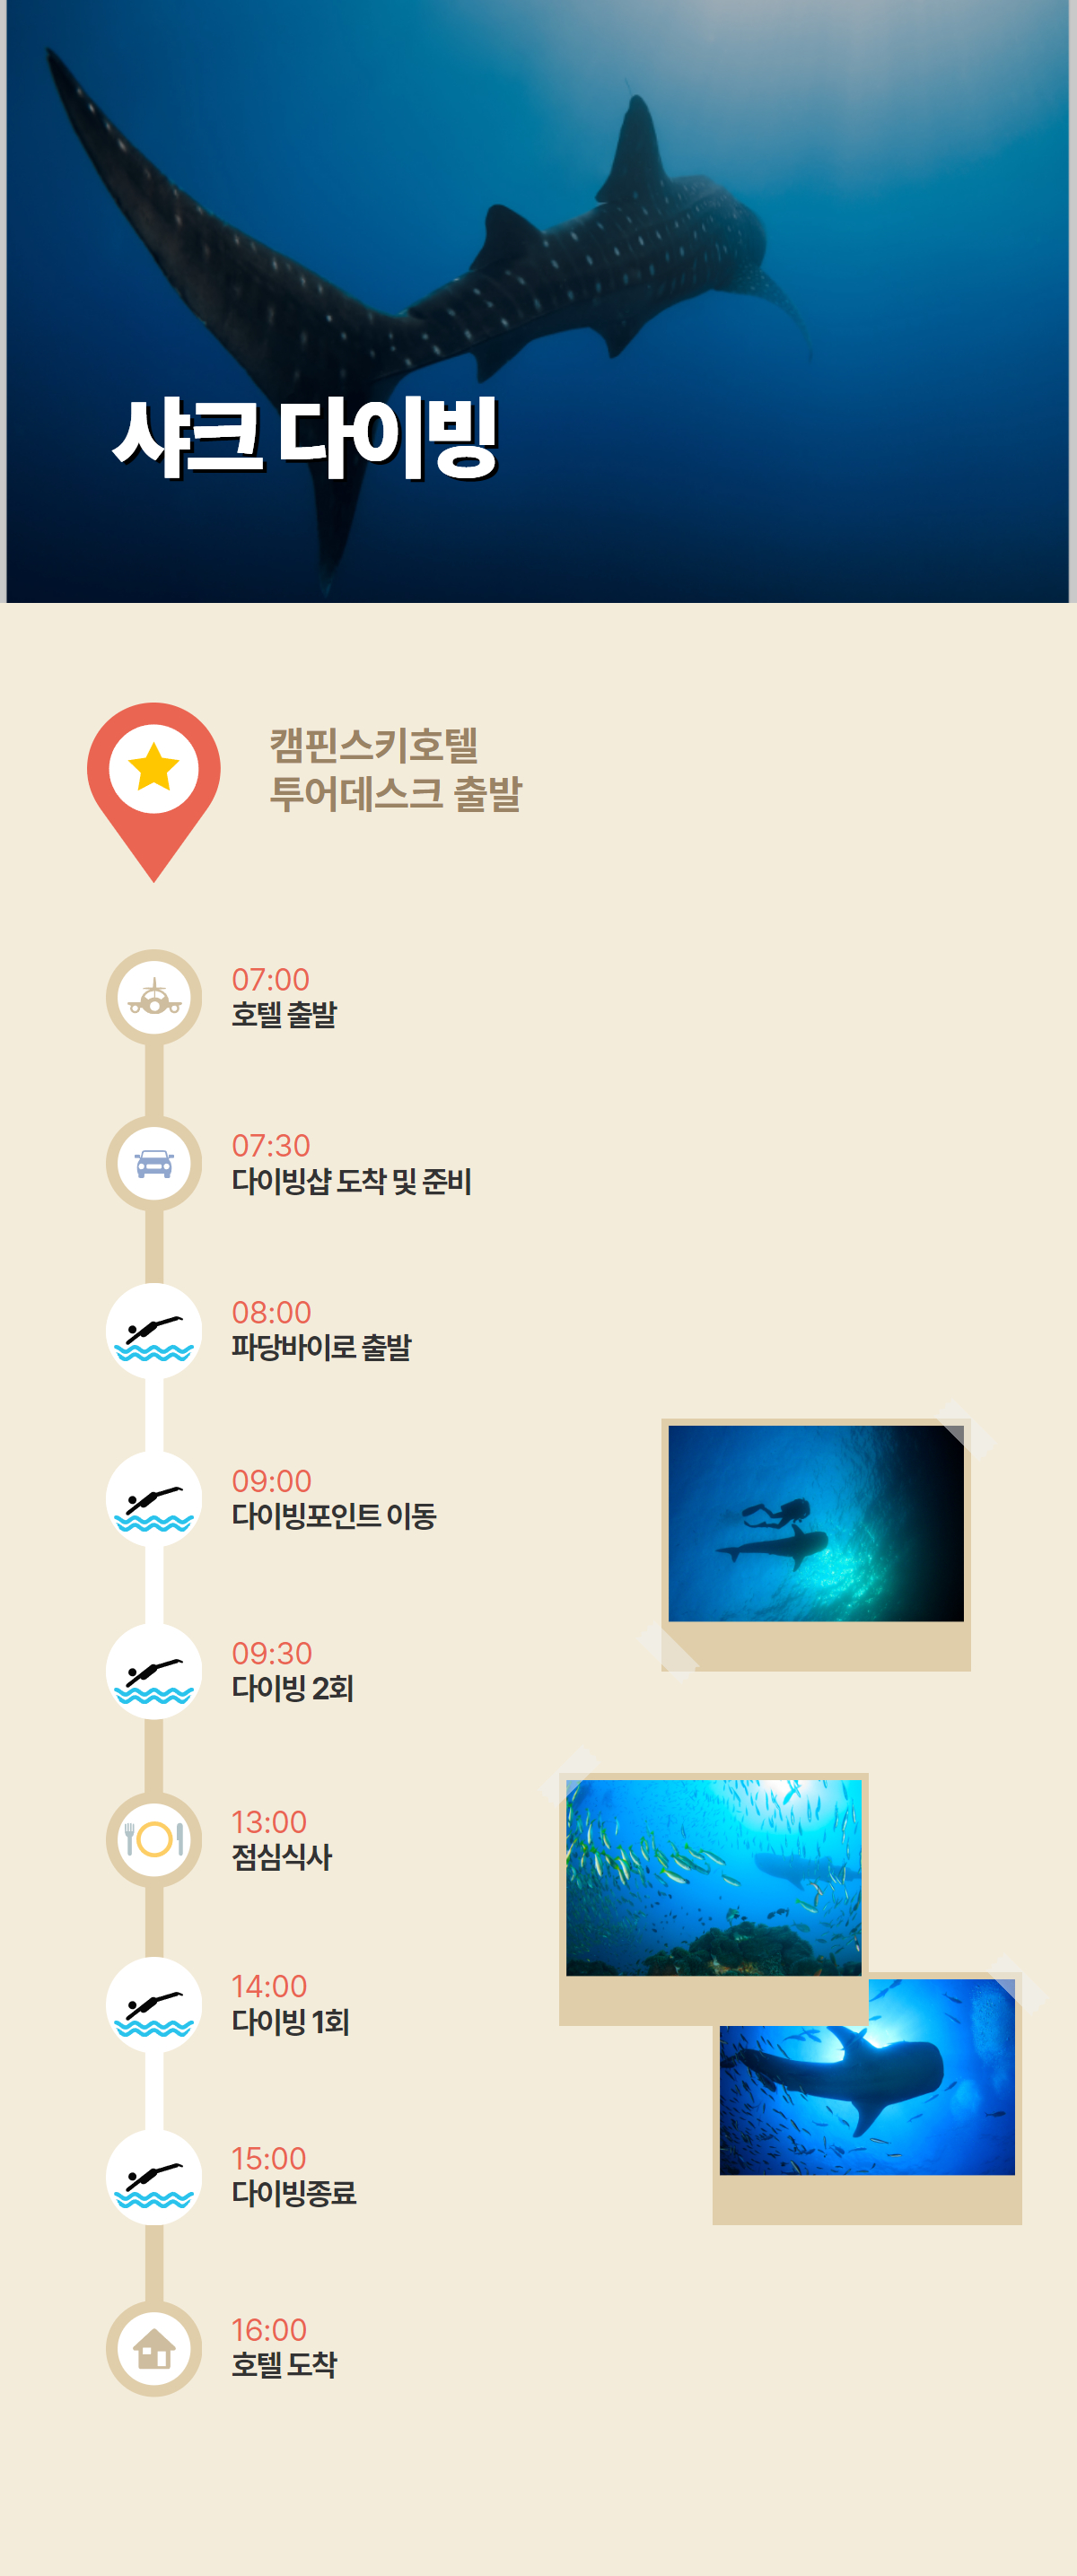 샤크 다이빙
캠핀스키호텔
투어데스크 출발
07:00
호텔 출발
07:30
다이빙샵 도착 및 준비
08:00
파당바이로 출발
09:00
다이빙포인트 이동
09:30
다이빙 2회
13:00
점심식사
14:00
다이빙 1회
15:00
다이빙종료
16:00
호텔 도착